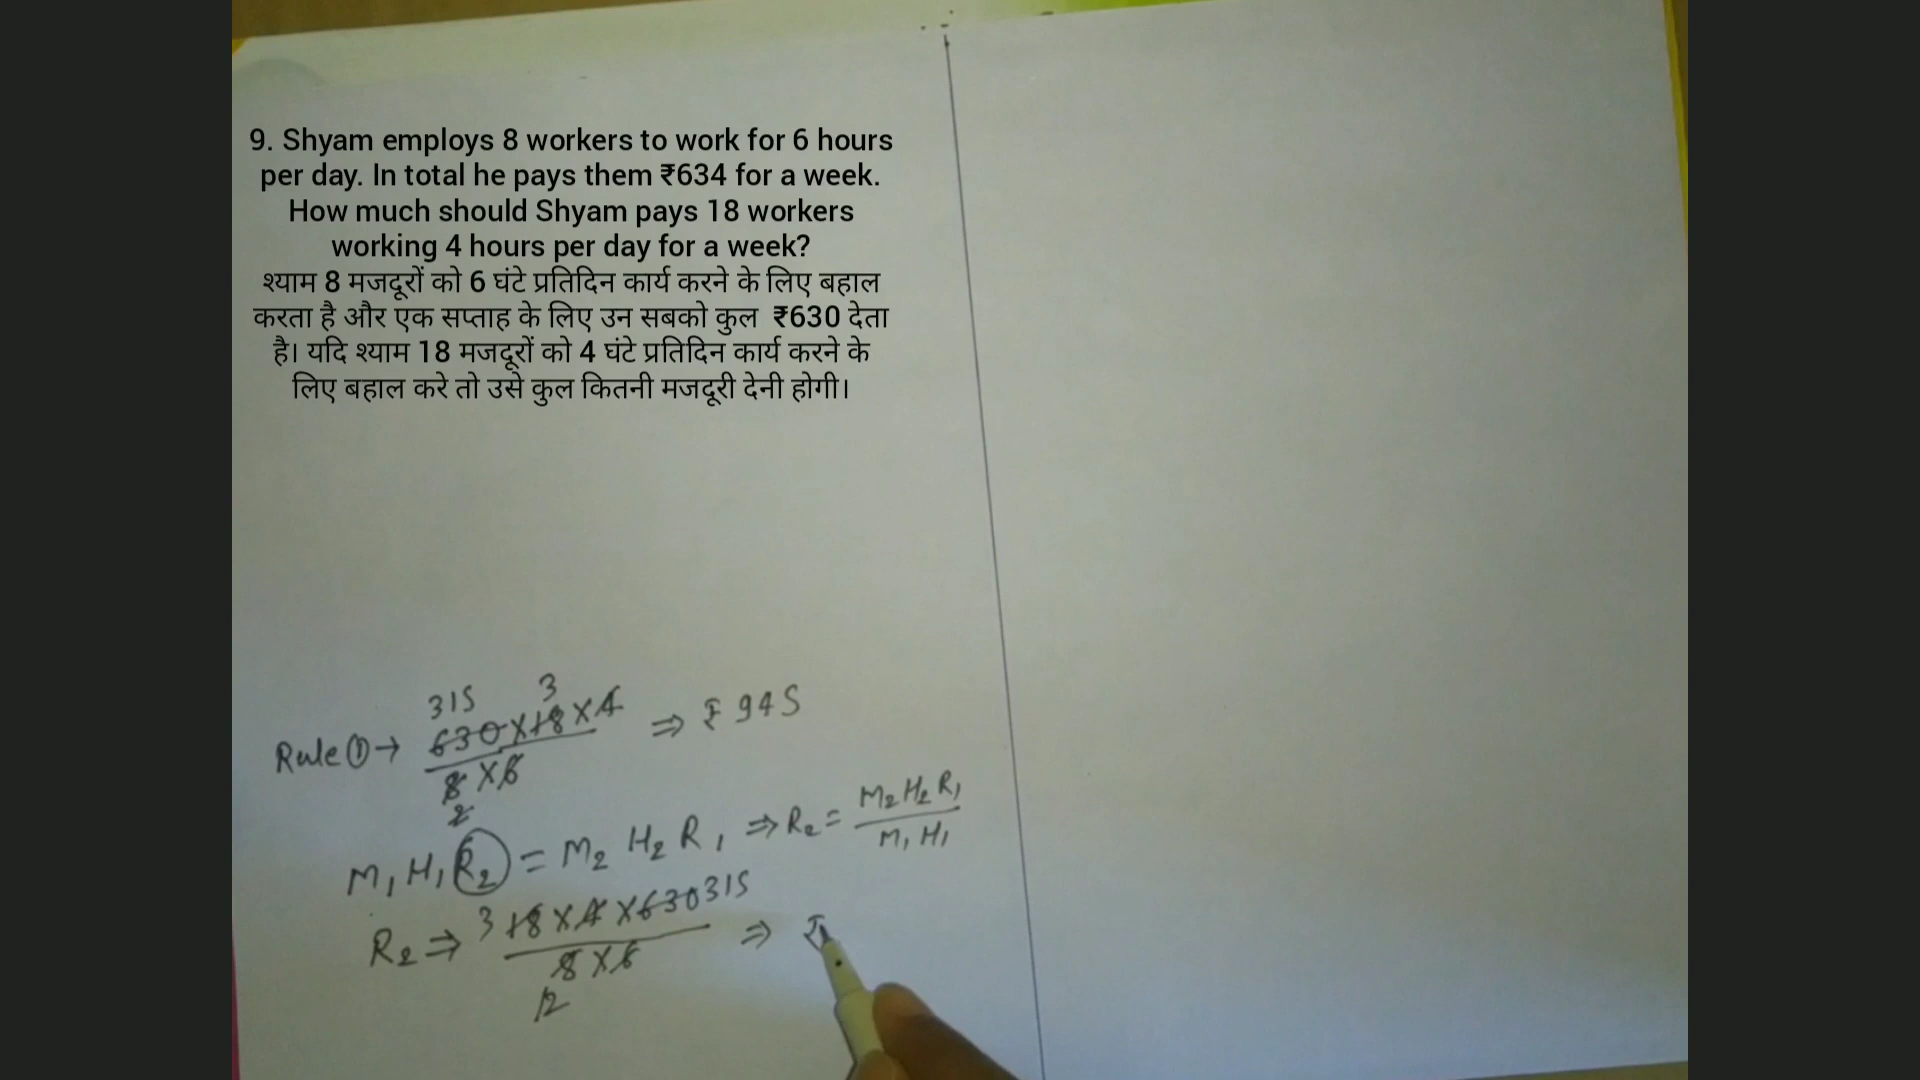 9. Shyam employs 8 workers to work for 6 hours
per day. In total he pays them ₹634 for a week.
How much should Shyam pays 18 workers
working 4 hours per day for a week?
श्याम 8 मजदूरों को 6 घंटे प्रतिदिन कार्य करने के लिए बहाल
करता है और एक सप्ताह के लिए उन सबको कुल ₹630 देता
है। यदि श्याम 18 मजदूरों को 4 घंटे प्रतिदिन कार्य करने के
लिए बहाल करे तो उसे कुल कितनी मजदूरी देनी होगी।
315 3
Rule ① → 630 × 18 × 4 ⇒ ₹ 945
8 × 6
2
M₁ H₁ R₂ = M₂ H₂ R₁ ⇒ R₂ = M₂ H₂ R₁
M₁ H₁
R₂ ⇒ 3 18 × 4 × 630 315 ⇒ ₹
8 × 6
2